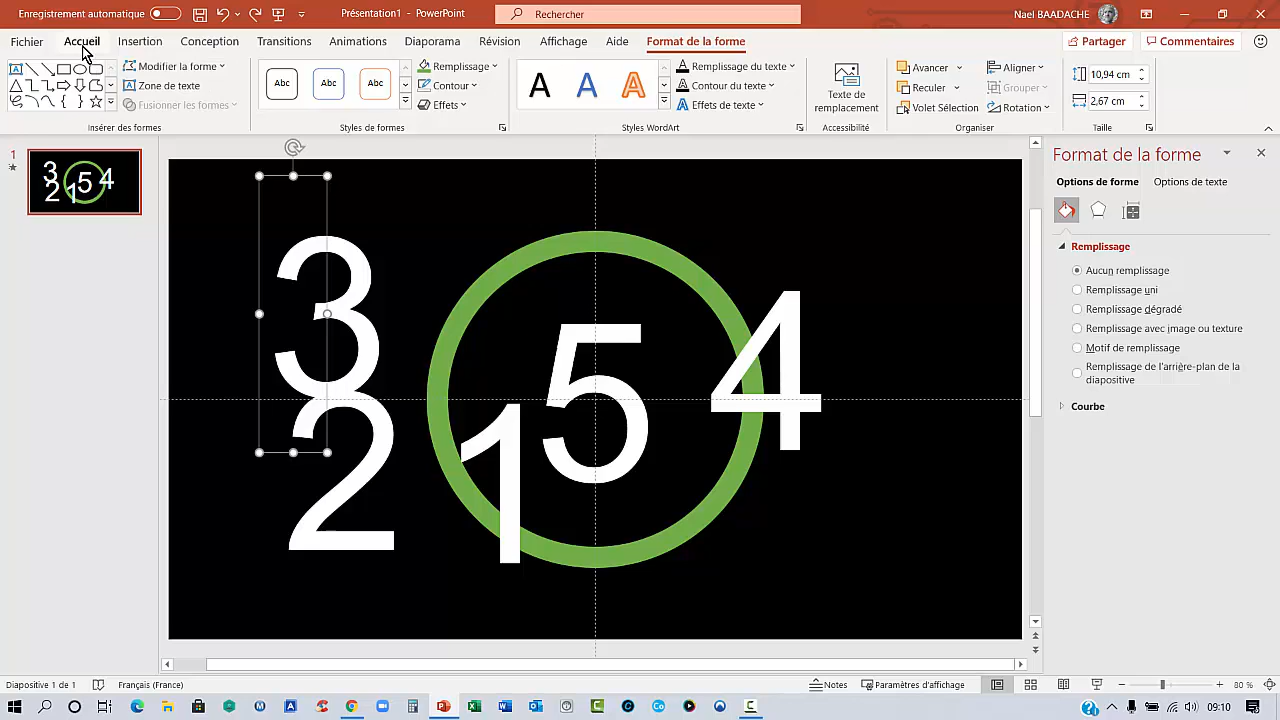 Enregistrement automatique
Présentation1 - PowerPoint
Rechercher
Nael BAADACHE
Fichier Accueil Insertion Conception Transitions Animations Diaporama Révision Affichage Aide Format de la forme
Partager Commentaires
Modifier la forme
Zone de texte
Fusionner les formes
Insérer des formes
Abc Abc Abc
Remplissage
Contour
Effets
Styles de formes
A A A
Remplissage du texte
Contour du texte
Effets de texte
Styles WordArt
Texte de
remplacement
Accessibilité
Avancer
Reculer
Volet Sélection
Aligner
Grouper
Rotation
Organiser
10,94 cm
2,67 cm
Taille
1
3
2
1
5
4
3
2
1
5
4
Format de la forme
Options de forme Options de texte
Remplissage
Aucun remplissage
Remplissage uni
Remplissage dégradé
Remplissage avec image ou texture
Motif de remplissage
Remplissage de l'arrière-plan de la
diapositive
Courbe
Diapositive 1 de 1
Français (France)
Notes
Paramètres d'affichage
80 %
09:10